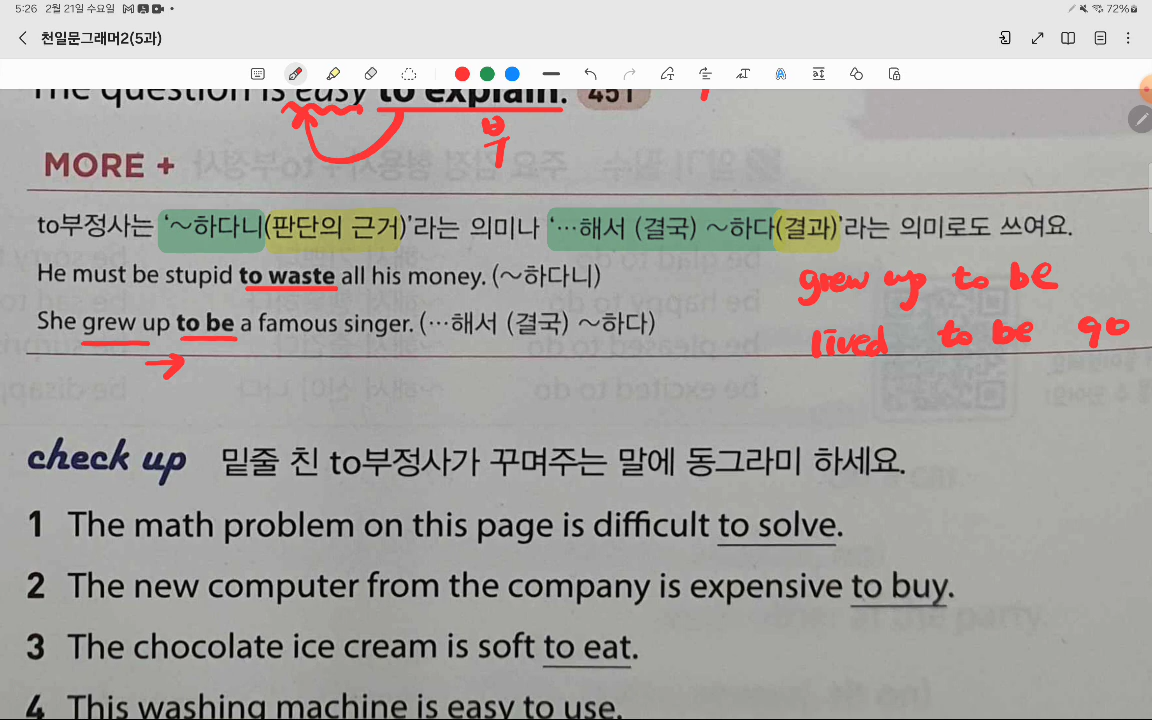 5:26 2월 21일 수요일 72%
천일문그래머2(5과)
The question is easy to explain. 451
부
MORE +
to부정사는 ‘~하다니(판단의 근거)’라는 의미나 ‘…해서 (결국) ~하다(결과)’라는 의미로도 쓰여요.
He must be stupid to waste all his money. (~하다니)
grew up to be
She grew up to be a famous singer. (…해서 (결국) ~하다)
lived to be 90
check up 밑줄 친 to부정사가 꾸며주는 말에 동그라미 하세요.
1 The math problem on this page is difficult to solve.
2 The new computer from the company is expensive to buy.
3 The chocolate ice cream is soft to eat.
4 This washing machine is easy to use.